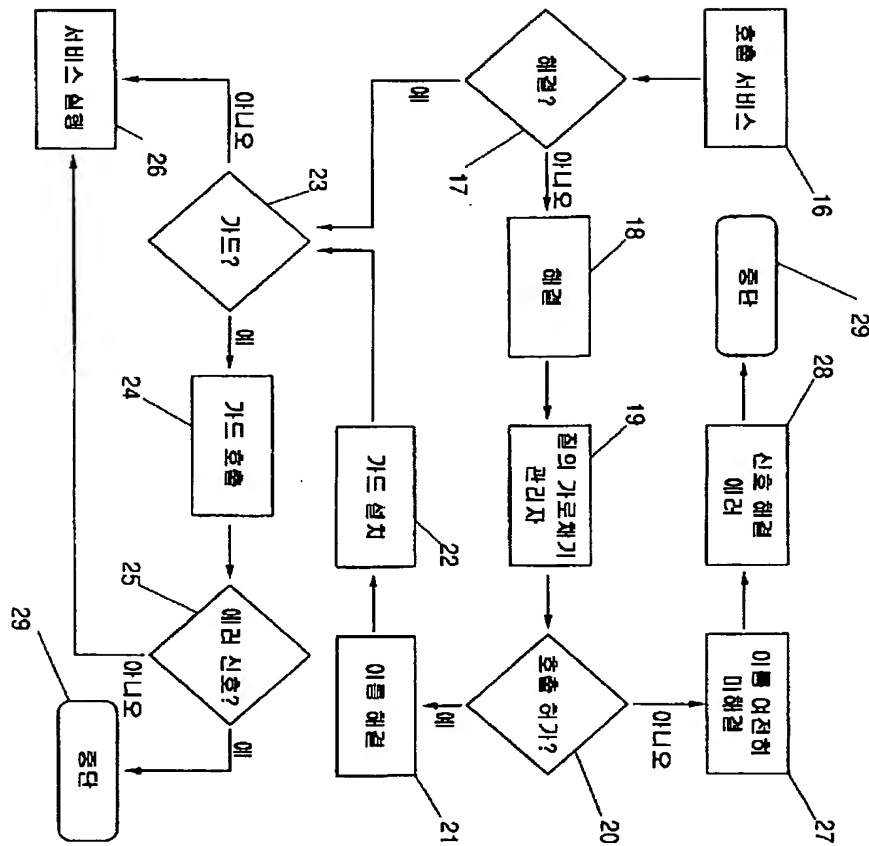 16
29
28
27
호출 서비스
중단
신호 해결
에러
이름 여전히
미해결
아니오
18
19
20
해결?
17
아니오
해결
질의 가로채기
관리자
호출 허가?
예
예
22
21
가드 설치
이름 해결
23
가드?
예
24
가드 호출
25
에러 신호?
예
아니오
아니오
26
서비스 실행
29
중단